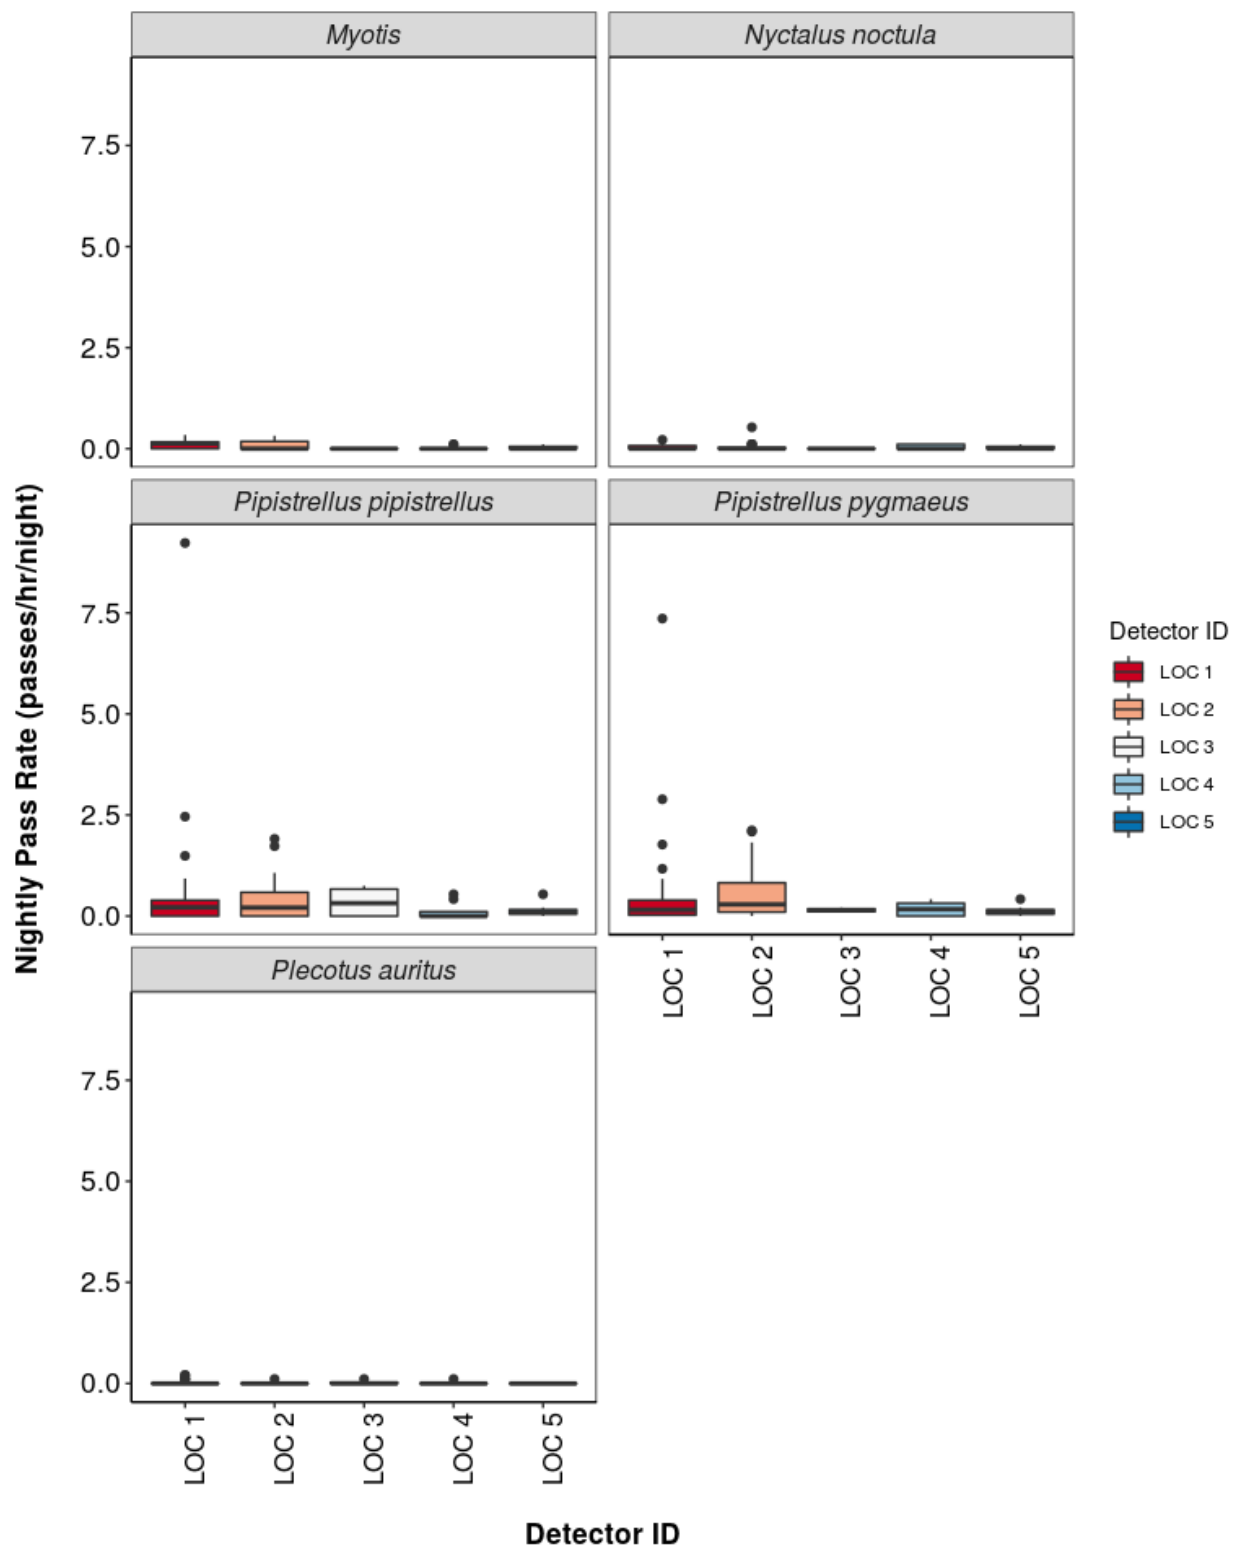 Myotis
Nyctalus noctula
7.5
5.0
2.5
0.0
Pipistrellus pipistrellus
Pipistrellus pygmaeus
Nightly Pass Rate (passes/hr/night)
7.5
5.0
2.5
0.0
LOC 1
LOC 2
LOC 3
LOC 4
LOC 5
Detector ID
LOC 1
LOC 2
LOC 3
LOC 4
LOC 5
Plecotus auritus
7.5
5.0
2.5
0.0
LOC 1
LOC 2
LOC 3
LOC 4
LOC 5
Detector ID